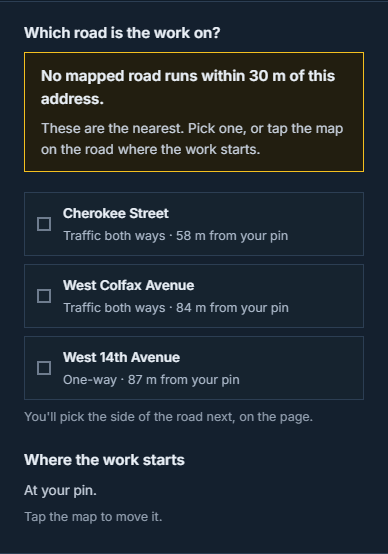 Which road is the work on?
No mapped road runs within 30 m of this
address.
These are the nearest. Pick one, or tap the map
on the road where the work starts.
Cherokee Street
Traffic both ways · 58 m from your pin
West Colfax Avenue
Traffic both ways · 84 m from your pin
West 14th Avenue
One-way · 87 m from your pin
You'll pick the side of the road next, on the page.
Where the work starts
At your pin.
Tap the map to move it.